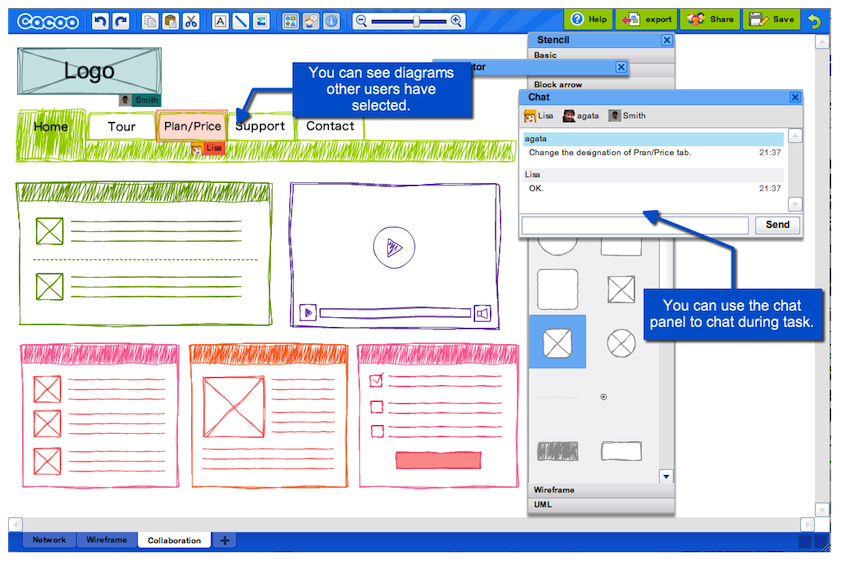 Cacoo
Help
export
Share
Save
Stencil
Basic
tor
Block arrow
Logo
Smith
You can see diagrams
other users have
selected.
Home
Tour
Plan/Price
Support
Contact
Lisa
Chat
Lisa
agata
Smith
agata
Change the designation of Pran/Price tab. 21:37
Lisa
OK. 21:37
Send
You can use the chat
panel to chat during task.
Wireframe
UML
Network
Wireframe
Collaboration
+